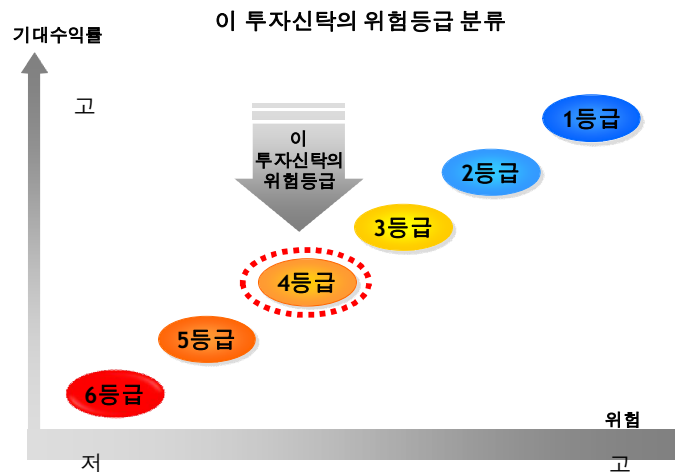 이 투자신탁의 위험등급 분류
기대수익률
고
1등급
이
투자신탁의
위험등급
2등급
3등급
4등급
5등급
6등급
위험
저
고